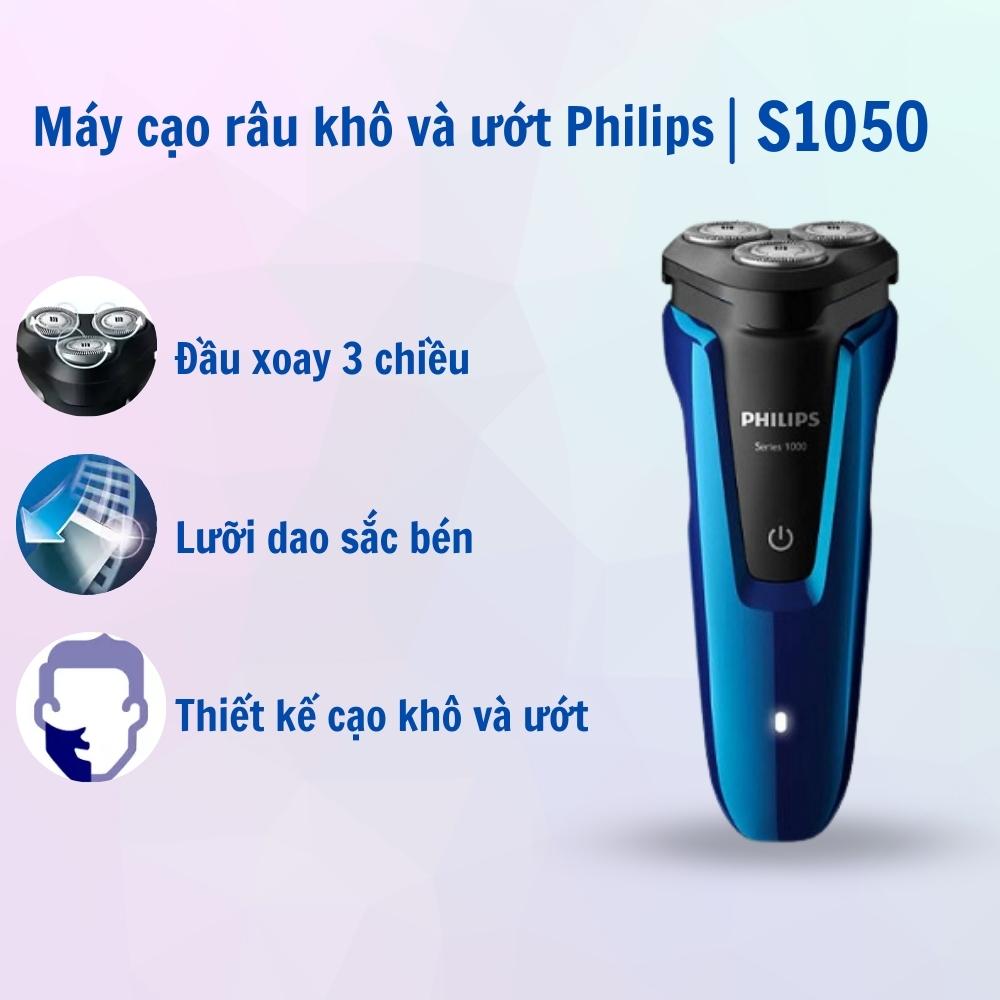 Máy cạo râu khô và ướt Philips | S1050
Đầu xoay 3 chiều
PHILIPS
Series 1000
Lưỡi dao sắc bén
Thiết kế cạo khô và ướt